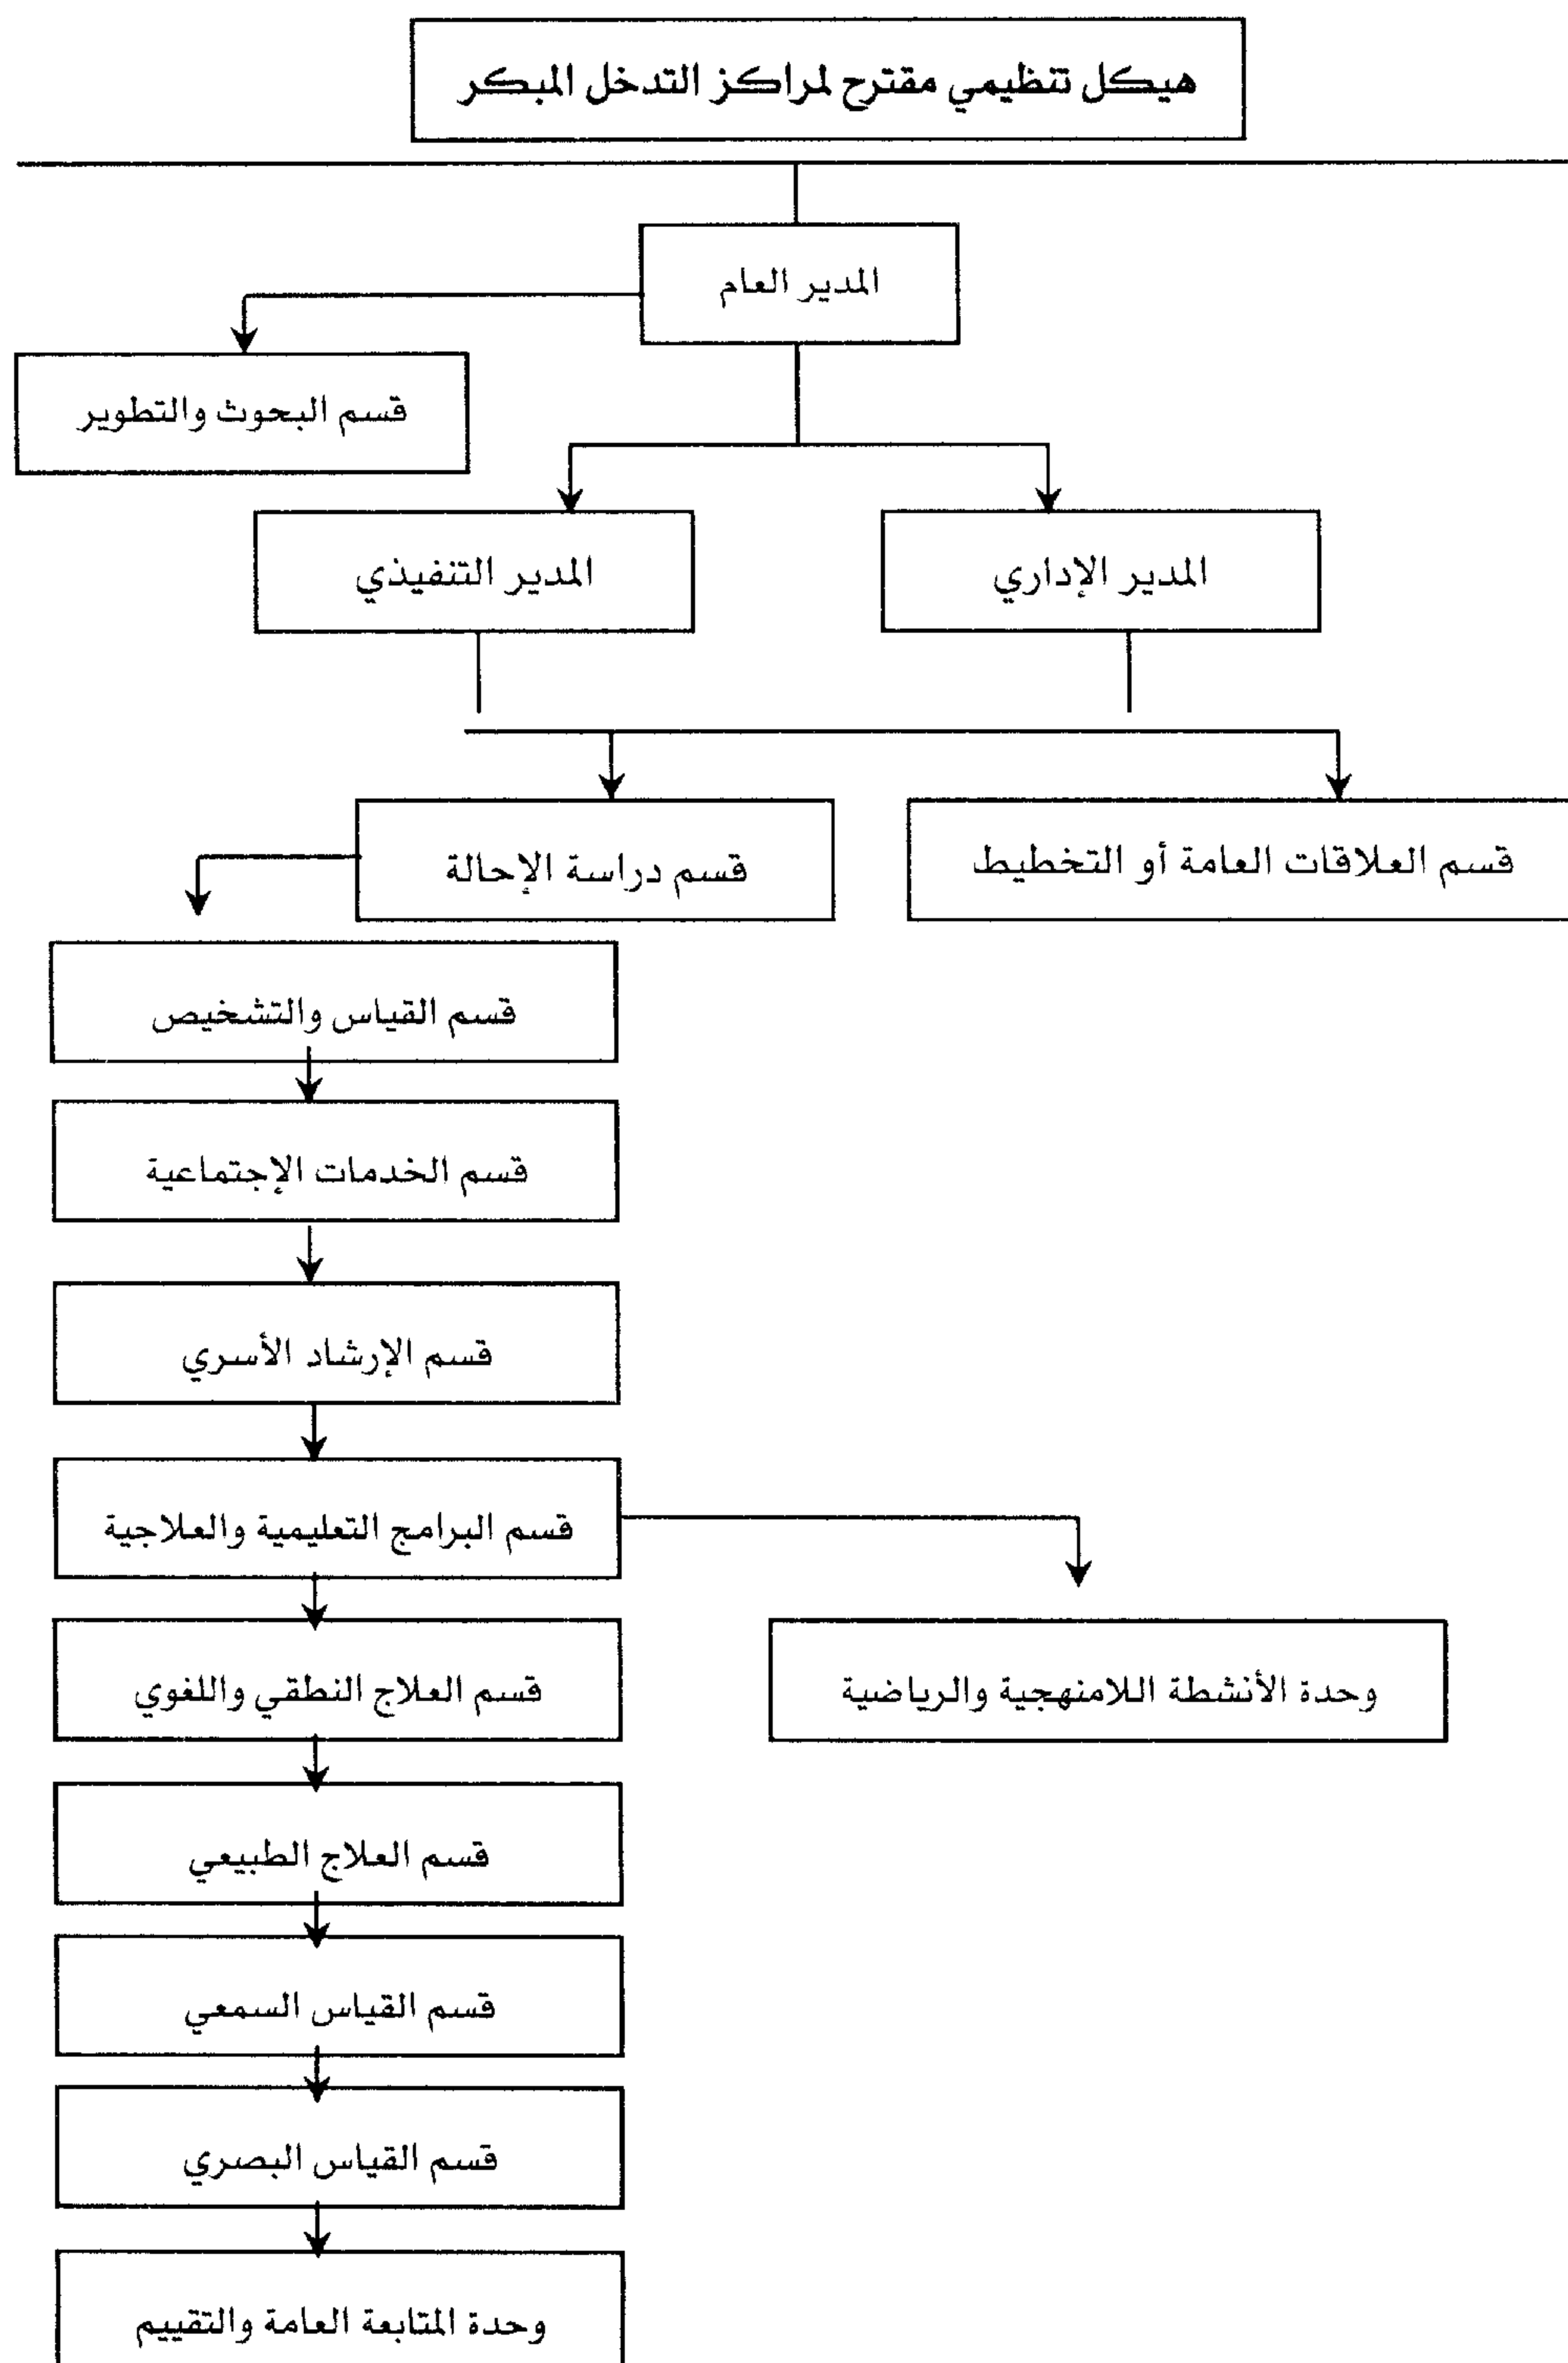 هيكل تنظيمي مقترح لمراكز التدخل المبكر
المدير العام
قسم البحوث والتطوير
المدير الإداري
المدير التنفيذي
قسم العلاقات العامة أو التخطيط
قسم دراسة الإحالة
قسم القياس والتشخيص
قسم الخدمات الإجتماعية
قسم الإرشاد الأسري
قسم البرامج التعليمية والعلاجية
وحدة الأنشطة اللامنهجية والرياضية
قسم العلاج النطقي واللغوي
قسم العلاج الطبيعي
قسم القياس السمعي
قسم القياس البصري
وحدة المتابعة العامة والتقييم